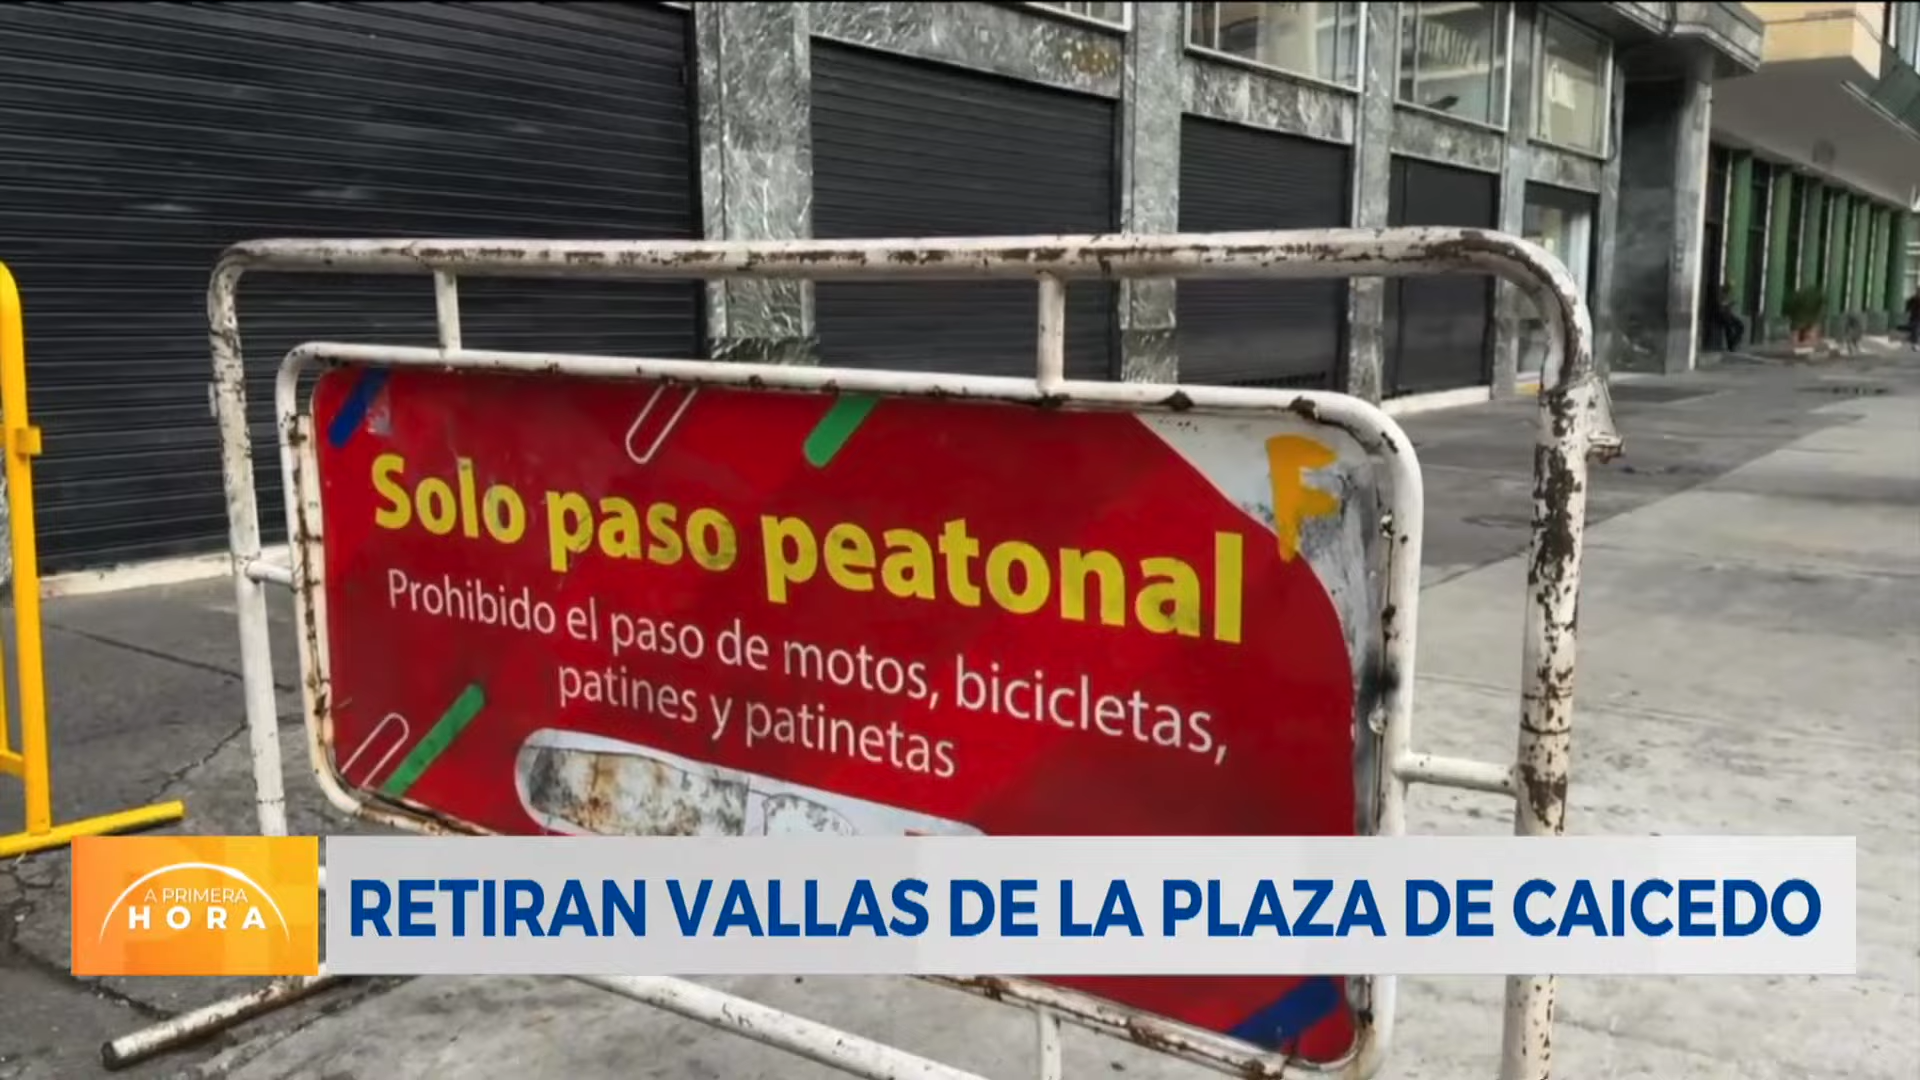 F
Solo paso peatonal
Prohibido el paso de motos, bicicletas,
patines y patinetas
A PRIMERA
HORA
RETIRAN VALLAS DE LA PLAZA DE CAICEDO